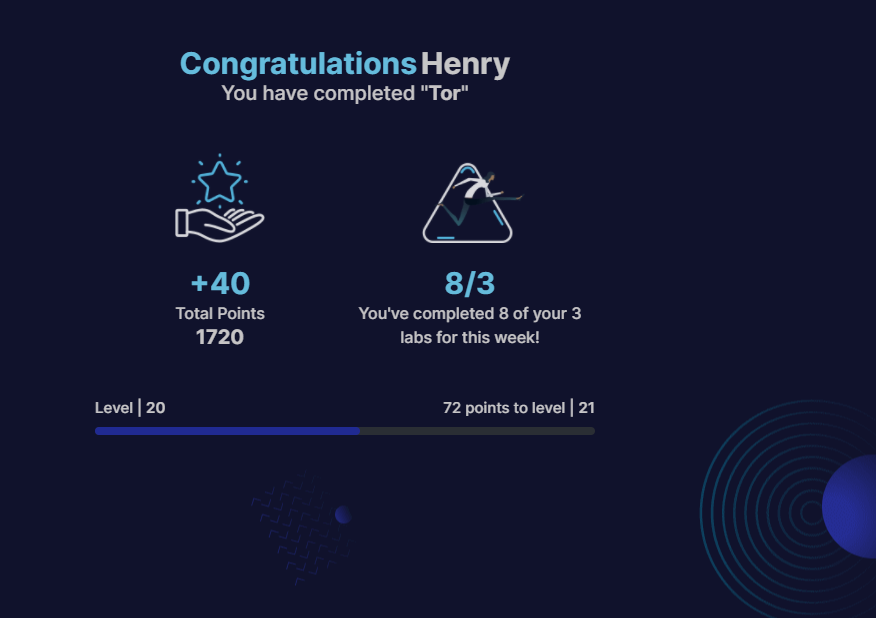 Congratulations Henry
You have completed "Tor"
+40
Total Points
1720
8/3
You've completed 8 of your 3
labs for this week!
Level | 20
72 points to level | 21